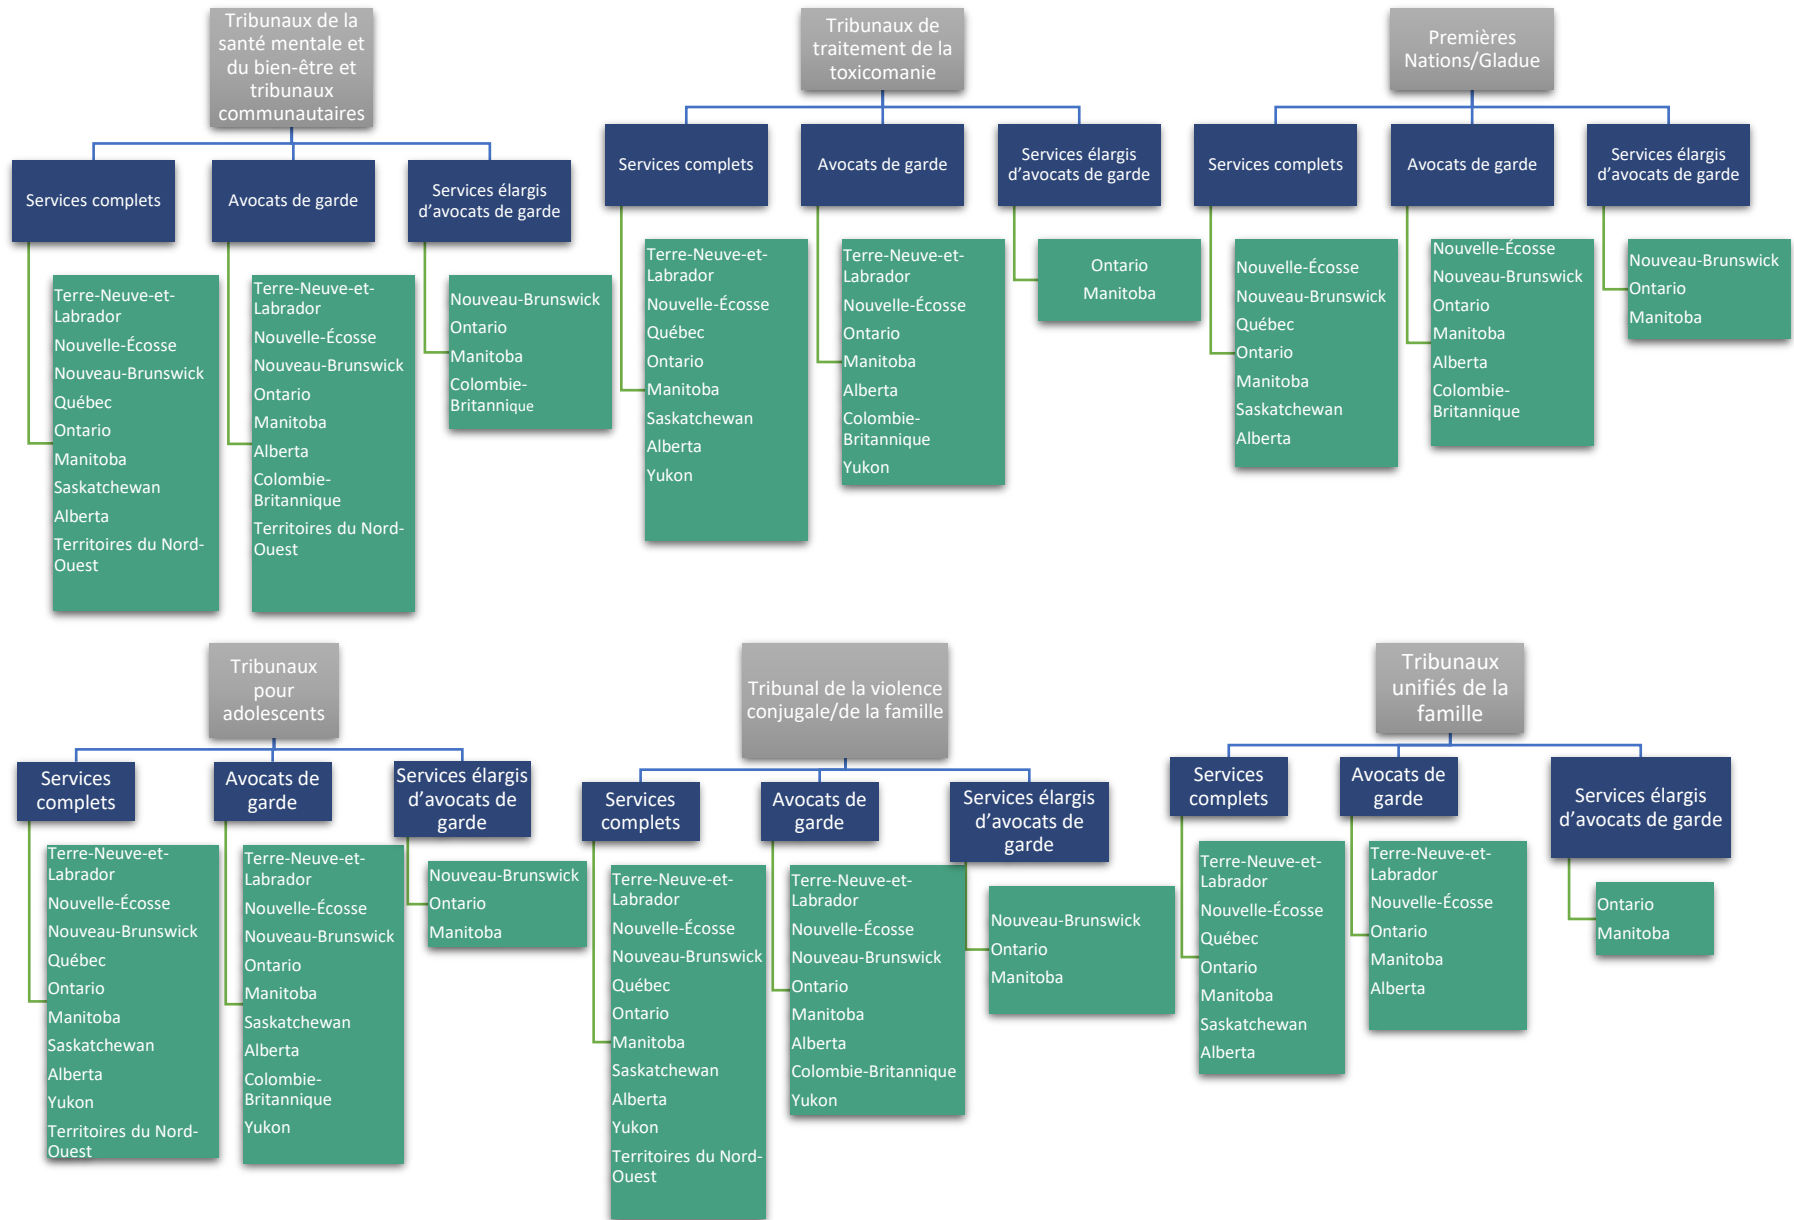 Tribunaux de la
santé mentale et
du bien-être et
tribunaux
communautaires
Services complets
Terre-Neuve-et-
Labrador
Nouvelle-Écosse
Nouveau-Brunswick
Québec
Ontario
Manitoba
Saskatchewan
Alberta
Territoires du Nord-
Ouest
Avocats de garde
Terre-Neuve-et-
Labrador
Nouvelle-Écosse
Nouveau-Brunswick
Ontario
Manitoba
Alberta
Colombie-
Britannique
Territoires du Nord-
Ouest
Services élargis
d'avocats de garde
Nouveau-Brunswick
Ontario
Manitoba
Colombie-
Britannique
Tribunaux de
traitement de la
toxicomanie
Services complets
Terre-Neuve-et-
Labrador
Nouvelle-Écosse
Québec
Ontario
Manitoba
Saskatchewan
Alberta
Yukon
Avocats de garde
Terre-Neuve-et-
Labrador
Nouvelle-Écosse
Ontario
Manitoba
Alberta
Colombie-
Britannique
Yukon
Services élargis
d'avocats de garde
Ontario
Manitoba
Premières
Nations/Gladue
Services complets
Nouvelle-Écosse
Nouveau-Brunswick
Québec
Ontario
Manitoba
Saskatchewan
Alberta
Avocats de garde
Nouvelle-Écosse
Nouveau-Brunswick
Ontario
Manitoba
Alberta
Colombie-
Britannique
Services élargis
d'avocats de garde
Nouveau-Brunswick
Ontario
Manitoba
Tribunaux
pour
adolescents
Services
complets
Terre-Neuve-et-
Labrador
Nouvelle-Écosse
Nouveau-Brunswick
Québec
Ontario
Manitoba
Saskatchewan
Alberta
Yukon
Territoires du Nord-
Ouest
Avocats de
garde
Terre-Neuve-et-
Labrador
Nouvelle-Écosse
Nouveau-Brunswick
Ontario
Manitoba
Saskatchewan
Alberta
Colombie-
Britannique
Yukon
Services élargis
d'avocats de
garde
Nouveau-Brunswick
Ontario
Manitoba
Tribunal de la violence
conjugale/de la famille
Services
complets
Terre-Neuve-et-
Labrador
Nouvelle-Écosse
Nouveau-Brunswick
Québec
Ontario
Manitoba
Saskatchewan
Alberta
Yukon
Territoires du Nord-
Ouest
Avocats de
garde
Terre-Neuve-et-
Labrador
Nouvelle-Écosse
Nouveau-Brunswick
Ontario
Manitoba
Alberta
Colombie-Britannique
Yukon
Services élargis
d'avocats de
garde
Nouveau-Brunswick
Ontario
Manitoba
Tribunaux
unifiés de la
famille
Services
complets
Terre-Neuve-et-
Labrador
Nouvelle-Écosse
Québec
Ontario
Manitoba
Saskatchewan
Alberta
Avocats de
garde
Terre-Neuve-et-
Labrador
Nouvelle-Écosse
Ontario
Manitoba
Alberta
Services élargis
d'avocats de garde
Ontario
Manitoba